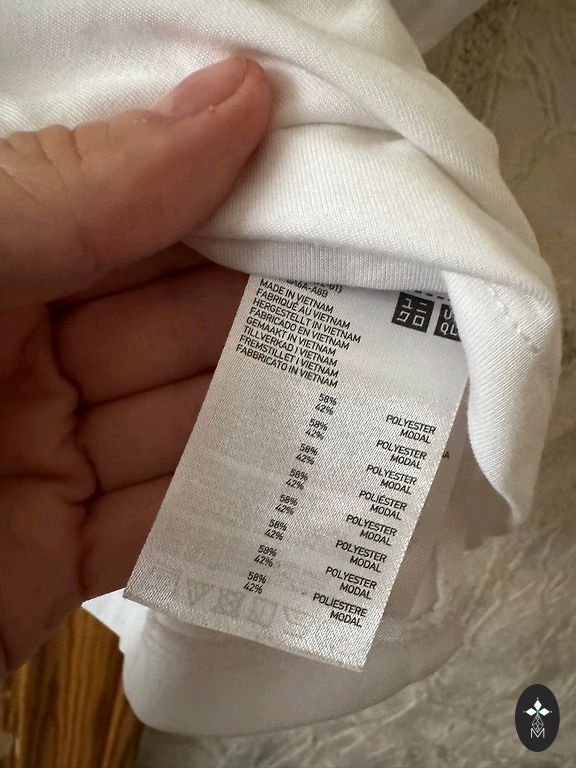 MADE IN VIETNAM
FABRIQUÉ AU VIETNAM
HERGESTELLT IN VIETNAM
FABRICADO EN VIETNAM
GEMAAKT IN VIETNAM
TILLVERKAD I VIETNAM
FREMSTILLET I VIETNAM
FABBRICATO IN VIETNAM
58% POLYESTER
42% MODAL
58% POLYESTER
42% MODAL
58% POLYESTER
42% MODAL
58% POLIÉSTER
42% MODAL
58% POLYESTER
42% MODAL
58% POLYESTER
42% MODAL
58% POLYESTER
42% MODAL
58% POLIESTERE
42% MODAL
M